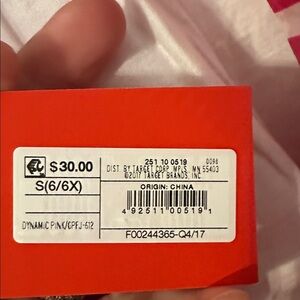 $30.00
S(6/6X)
DYNAMIC PINK/GPFJ-612
251 10 0519 0098
DIST. BY TARGET CORP. MPLS, MN 55403
©2017 TARGET BRANDS, INC
ORIGIN: CHINA
4 92511 00519 1
F00244365-Q4/17